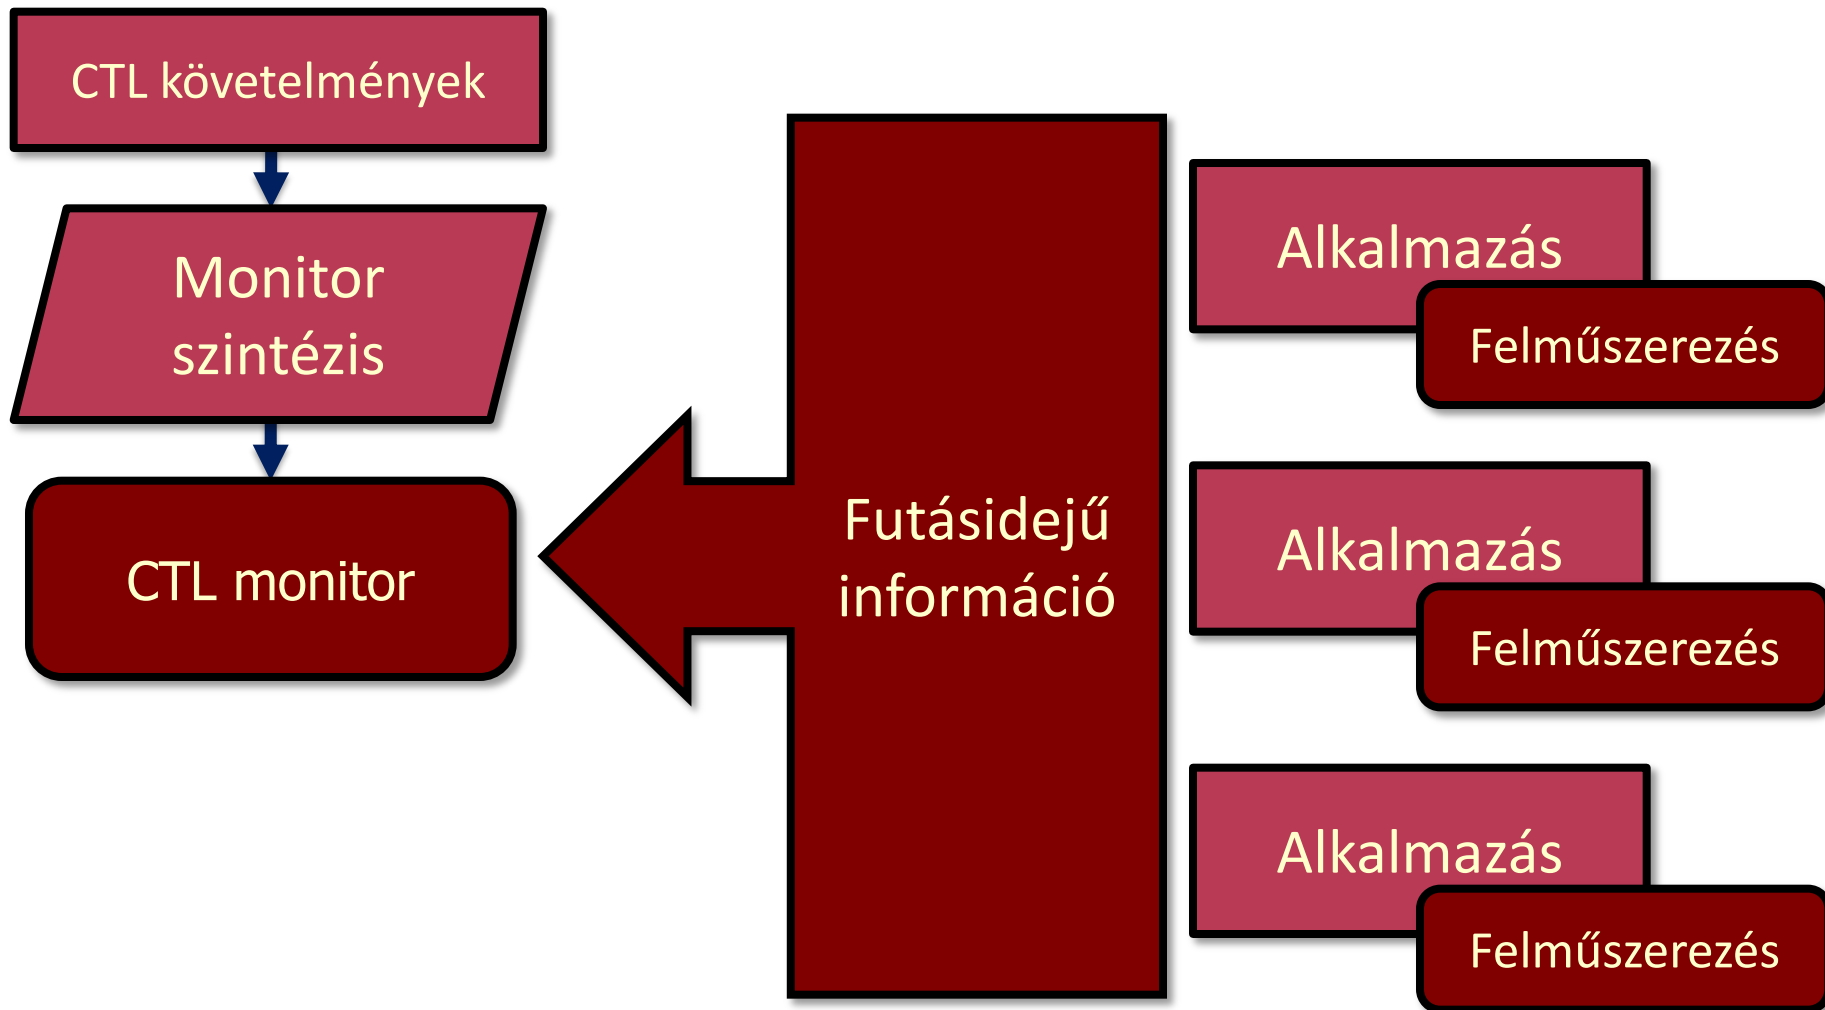 CTL követelmények
Monitor
szintézis
CTL monitor
Futásidejű
információ
Alkalmazás
Felműszerezés
Alkalmazás
Felműszerezés
Alkalmazás
Felműszerezés